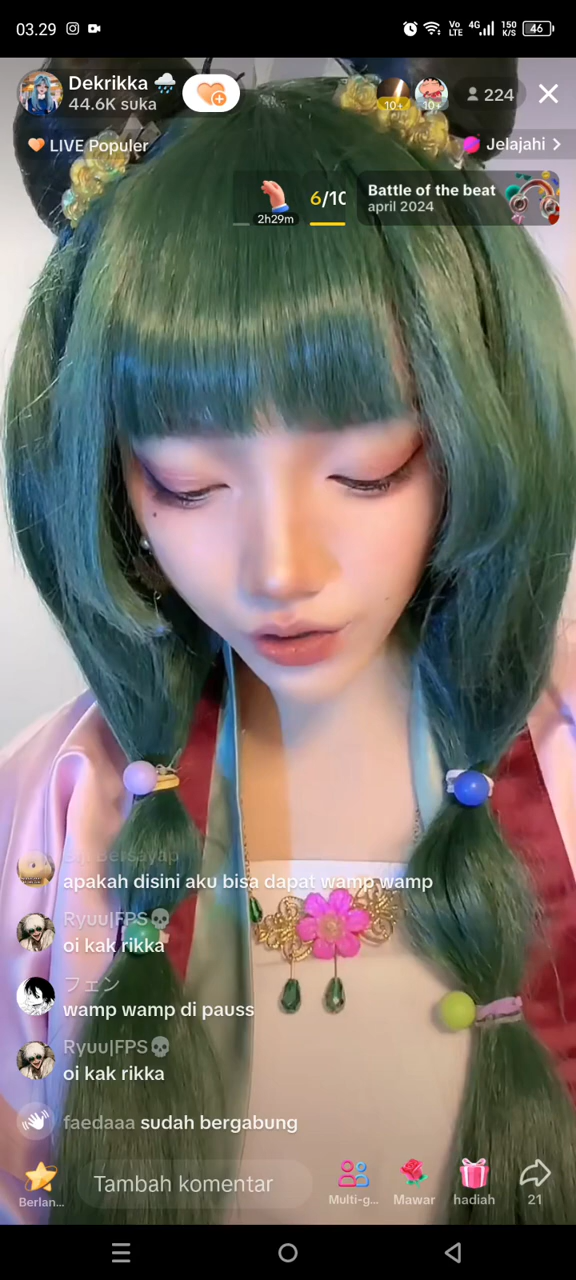 03.29
Vo LTE 4G 150 K/S 46
Dekrikka
44.6K suka
10+ 10+
224
LIVE Populer
Jelajahi >
2h29m
6/10
Battle of the beat
april 2024
apakah disini aku bisa dapat wamp wamp
Ryuu|FPS
oi kak rikka
フェン
wamp wamp di pauss
Ryuu|FPS
oi kak rikka
faedaaa sudah bergabung
Berlan...
Tambah komentar
Multi-g...
Mawar
hadiah
21